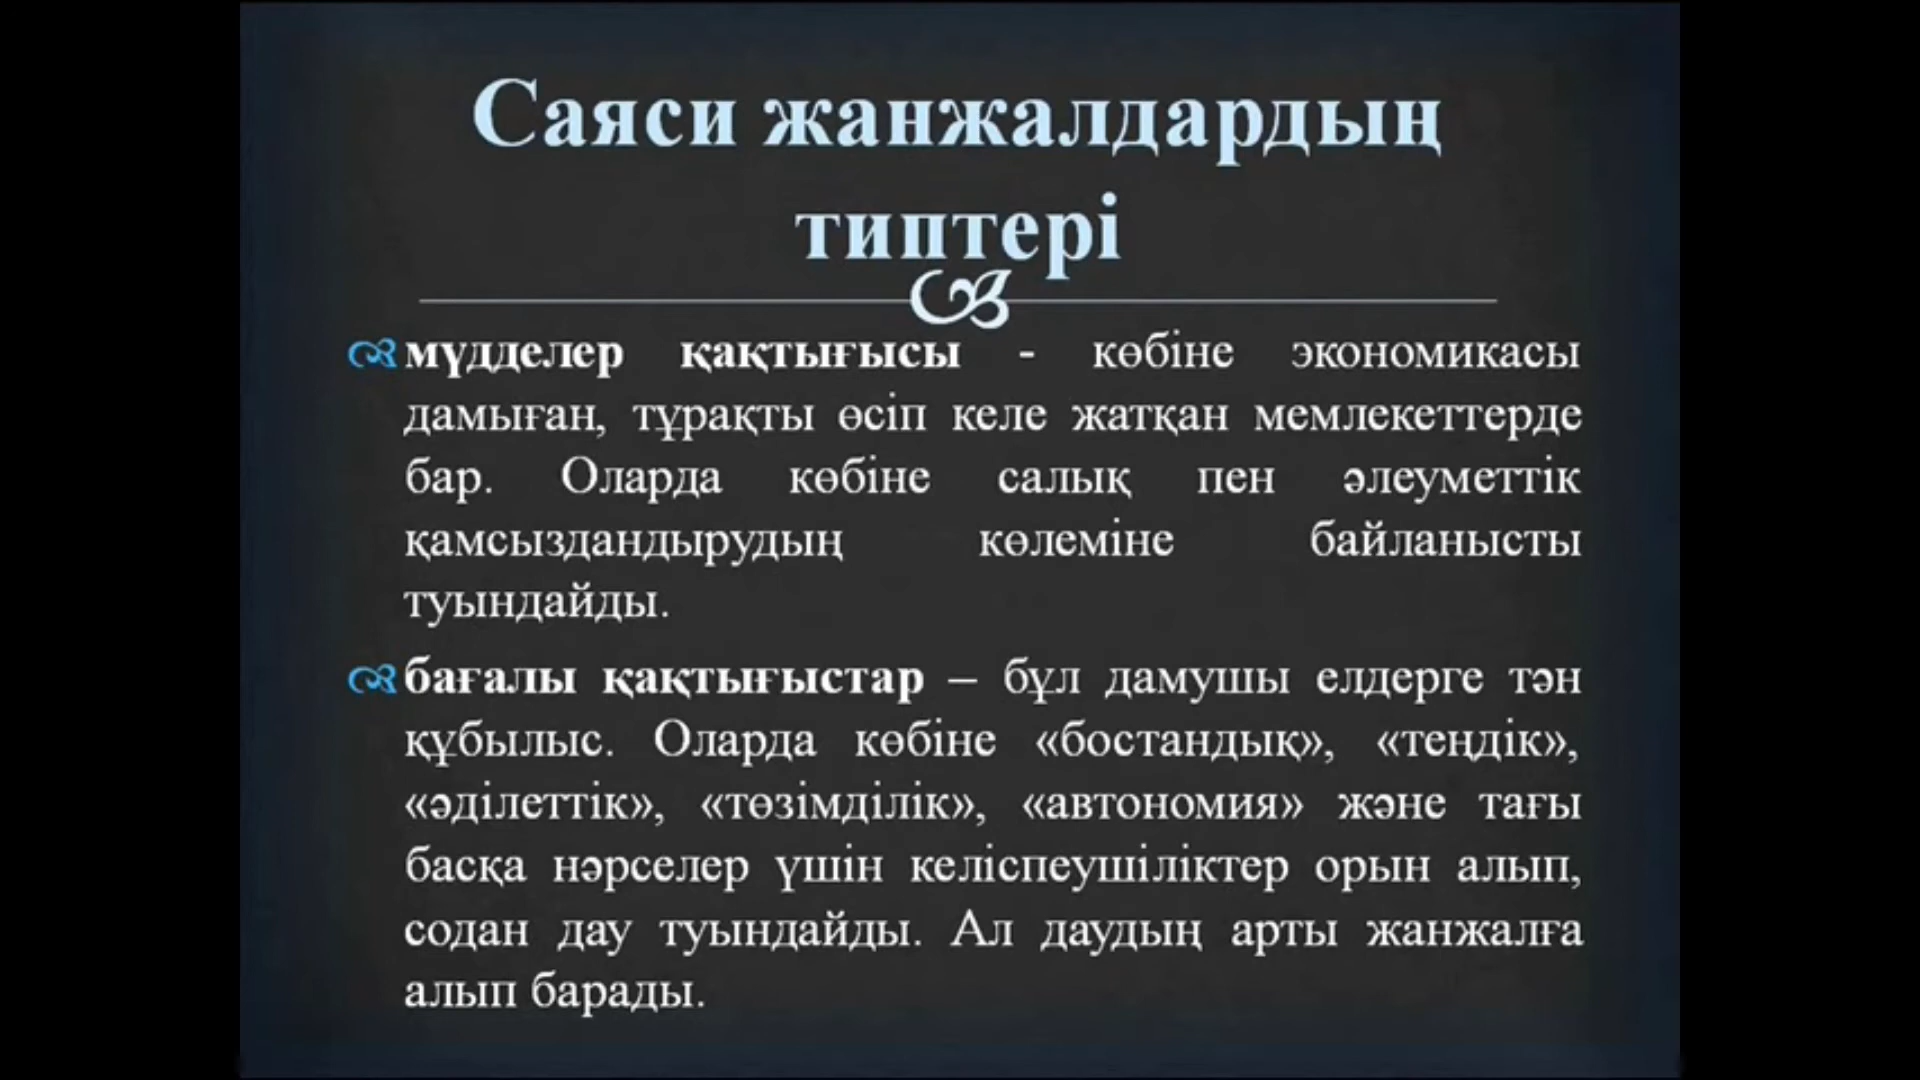 Саяси жанжалдардың
типтері
мүдделер қақтығысы - көбіне экономикасы
дамыған, тұрақты өсіп келе жатқан мемлекеттерде
бар. Оларда көбіне салық пен әлеуметтік
қамсыздандырудың көлеміне байланысты
туындайды.
бағалы қақтығыстар – бұл дамушы елдерге тән
құбылыс. Оларда көбіне «бостандық», «теңдік»,
«әділеттік», «төзімділік», «автономия» және тағы
басқа нәрселер үшін келіспеушіліктер орын алып,
содан дау туындайды. Ал даудың арты жанжалға
алып барады.